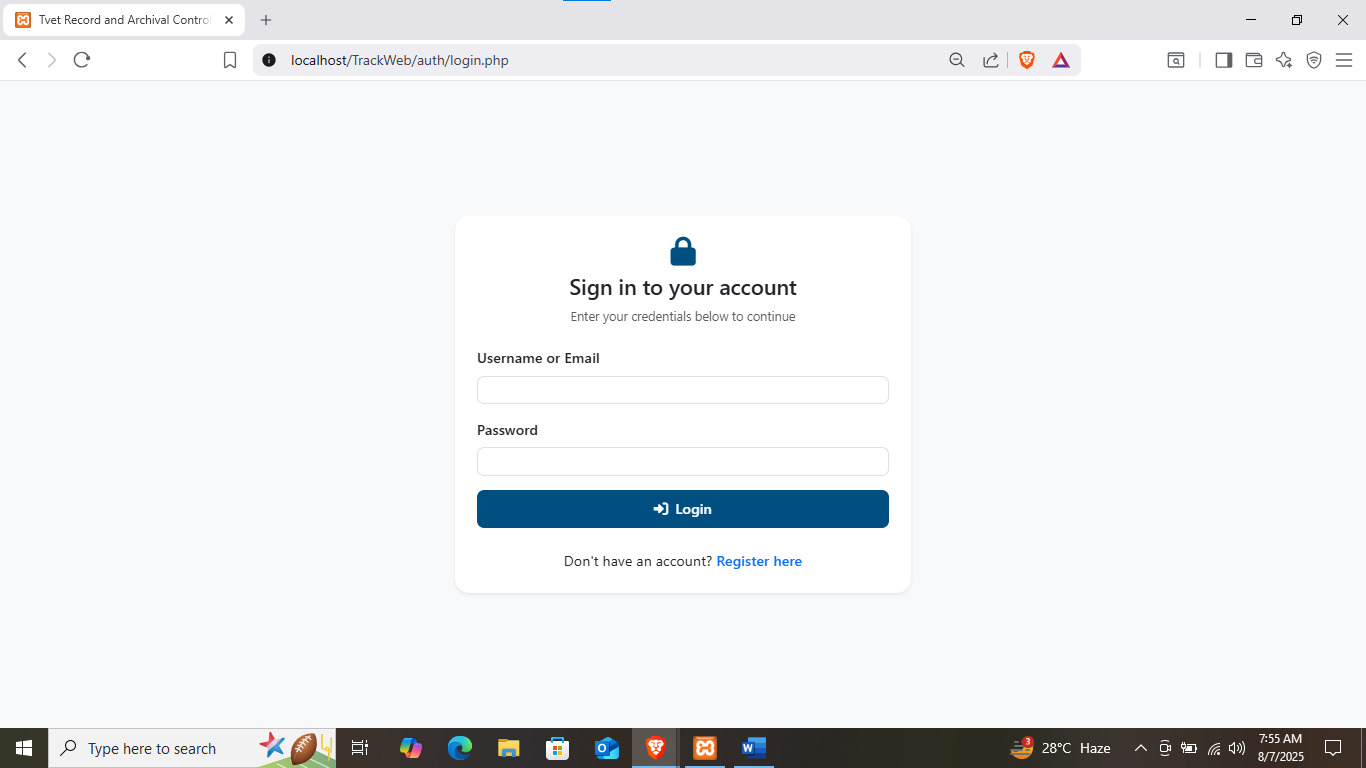 Tvet Record and Archival Control
localhost/TrackWeb/auth/login.php
Sign in to your account
Enter your credentials below to continue
Username or Email
Password
Login
Don't have an account? Register here
Type here to search
3
28°C Haze
7:55 AM
8/7/2025